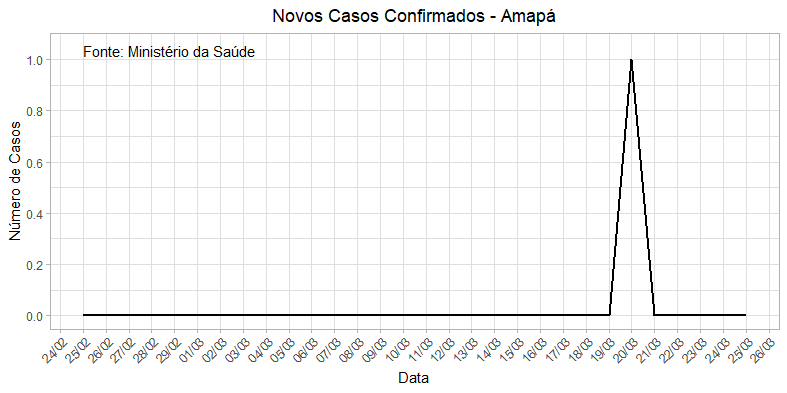 Novos Casos Confirmados - Amapá
Fonte: Ministério da Saúde
Número de Casos
1.0
0.8
0.6
0.4
0.2
0.0
24/02 25/02 26/02 27/02 28/02 29/02 01/03 02/03 03/03 04/03 05/03 06/03 07/03 08/03 09/03 10/03 11/03 12/03 13/03 14/03 15/03 16/03 17/03 18/03 19/03 20/03 21/03 22/03 23/03 24/03 25/03 26/03
Data